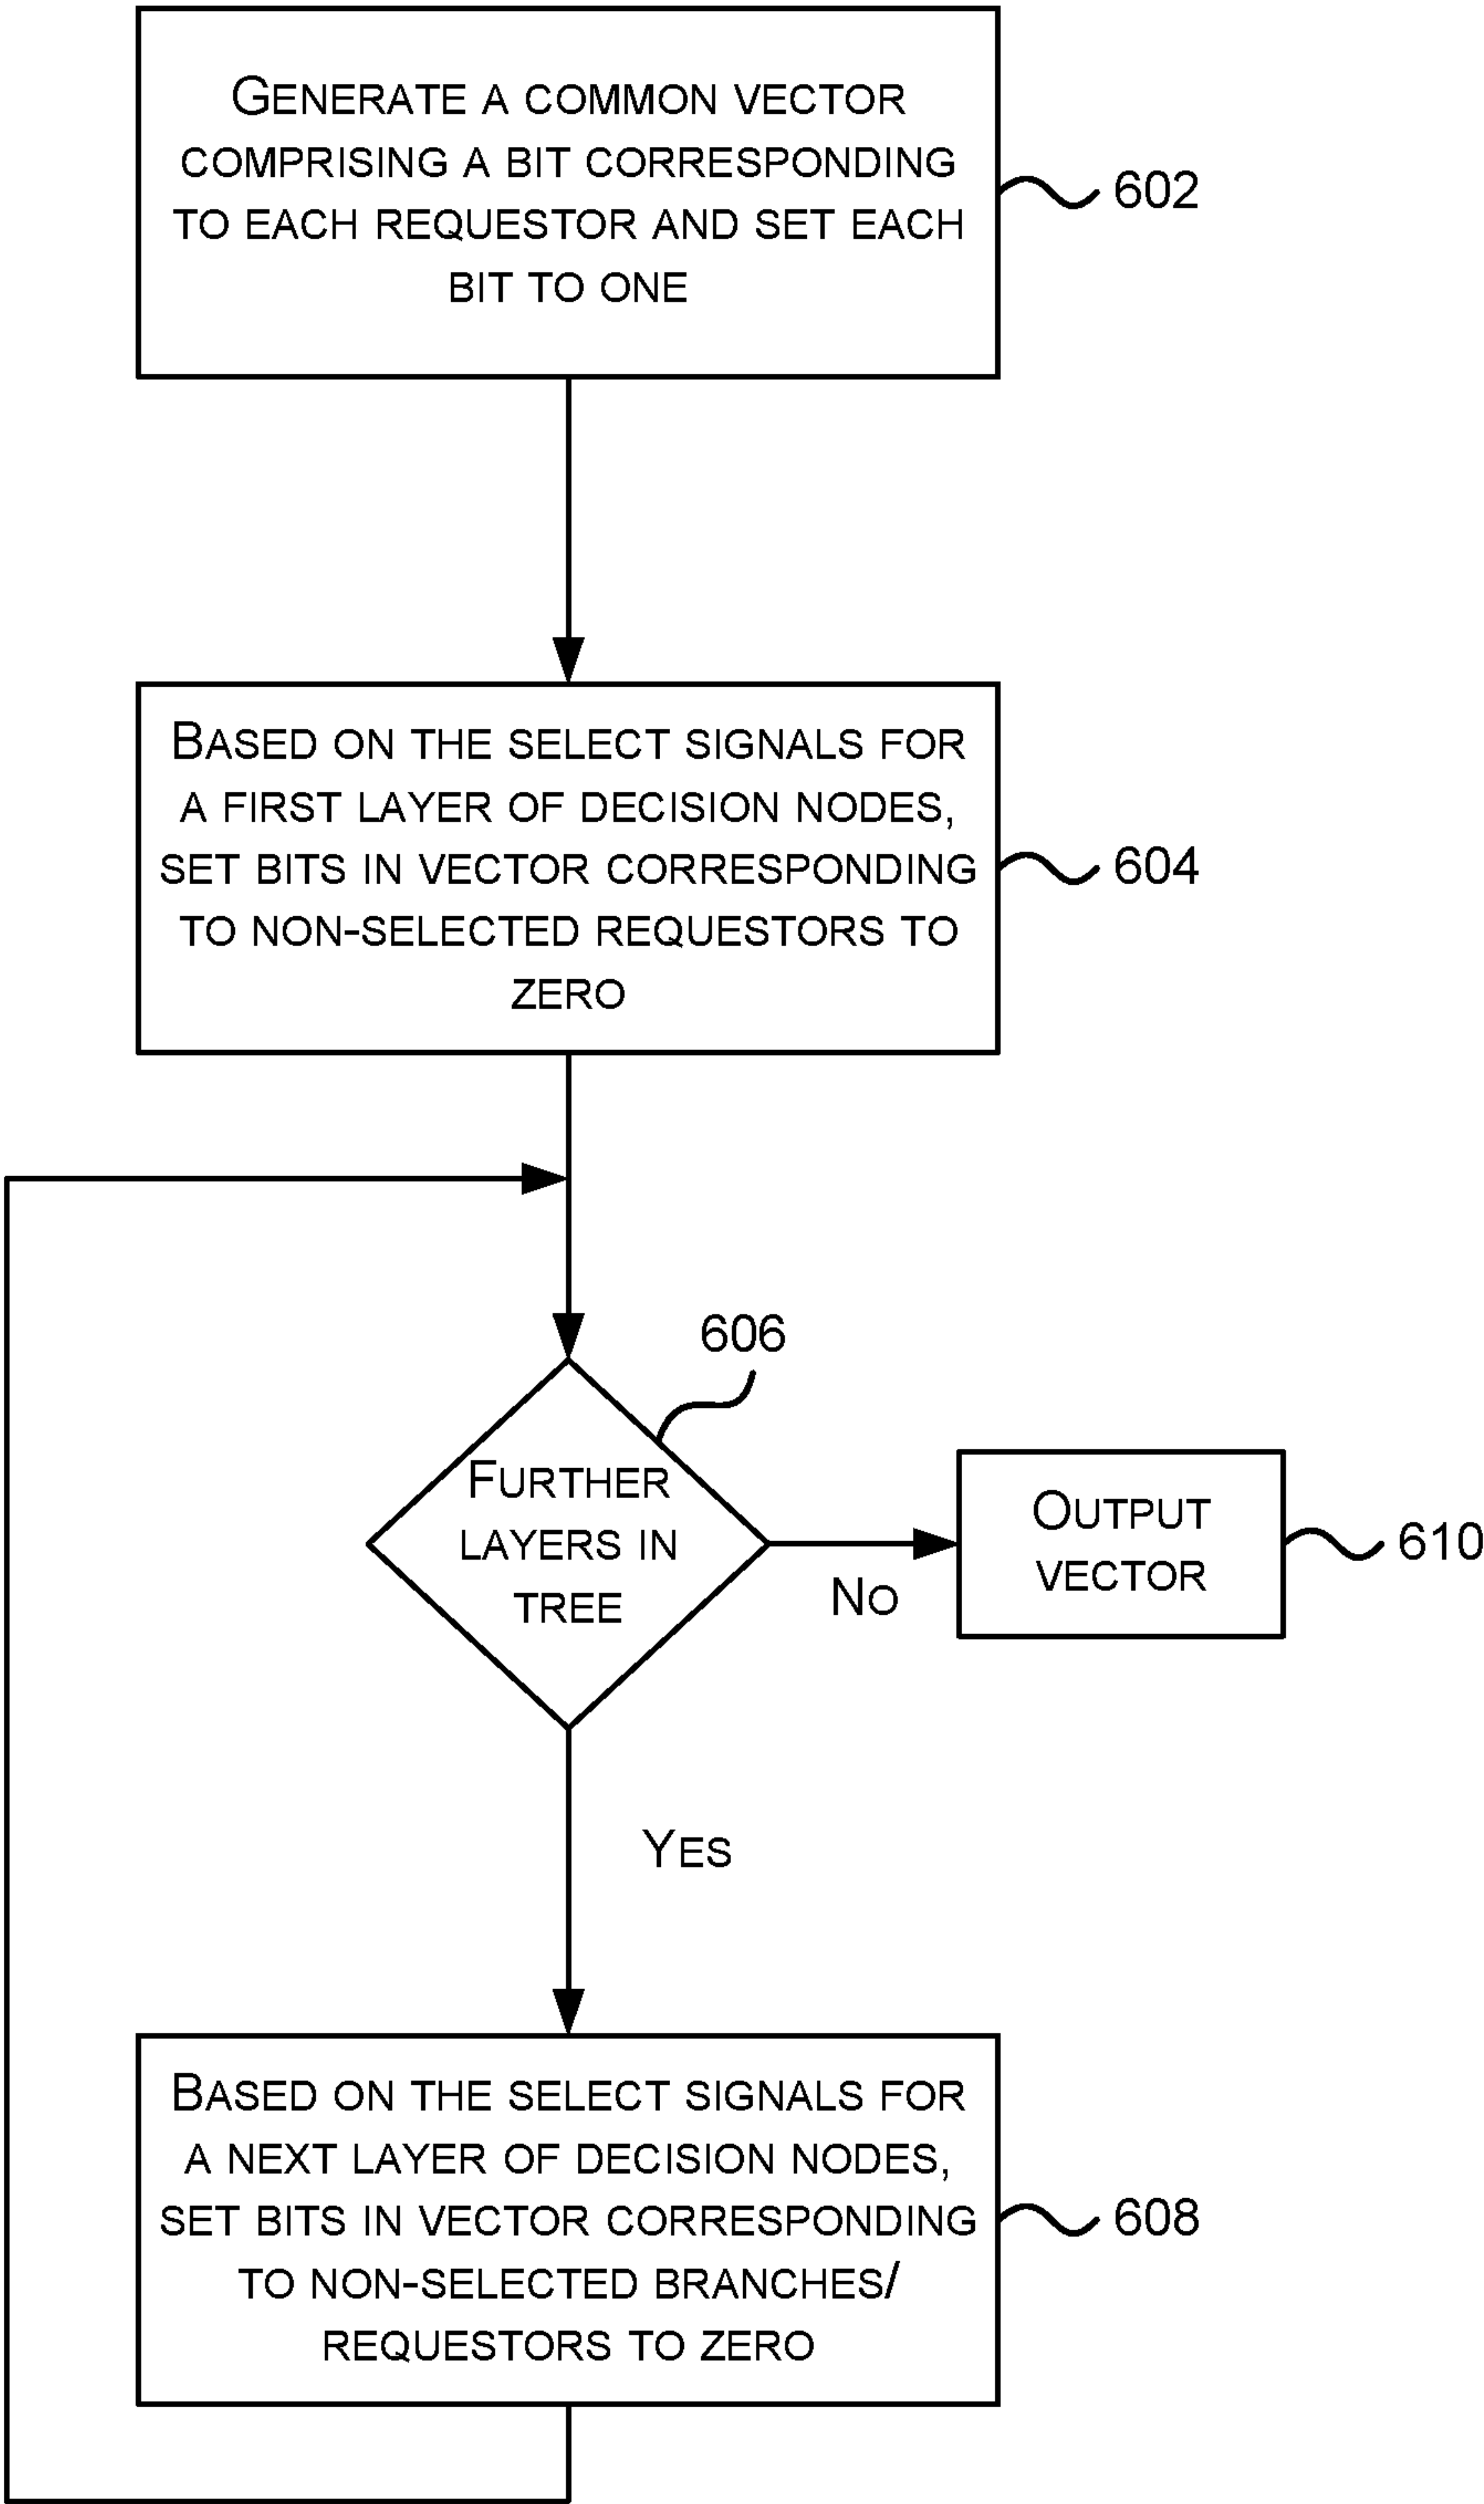 GENERATE A COMMON VECTOR
COMPRISING A BIT CORRESPONDING
TO EACH REQUESTOR AND SET EACH
BIT TO ONE
602
BASED ON THE SELECT SIGNALS FOR
A FIRST LAYER OF DECISION NODES,
SET BITS IN VECTOR CORRESPONDING
TO NON-SELECTED REQUESTORS TO
ZERO
604
606
FURTHER
LAYERS IN
TREE
NO
OUTPUT
VECTOR
610
YES
BASED ON THE SELECT SIGNALS FOR
A NEXT LAYER OF DECISION NODES,
SET BITS IN VECTOR CORRESPONDING
TO NON-SELECTED BRANCHES/
REQUESTORS TO ZERO
608